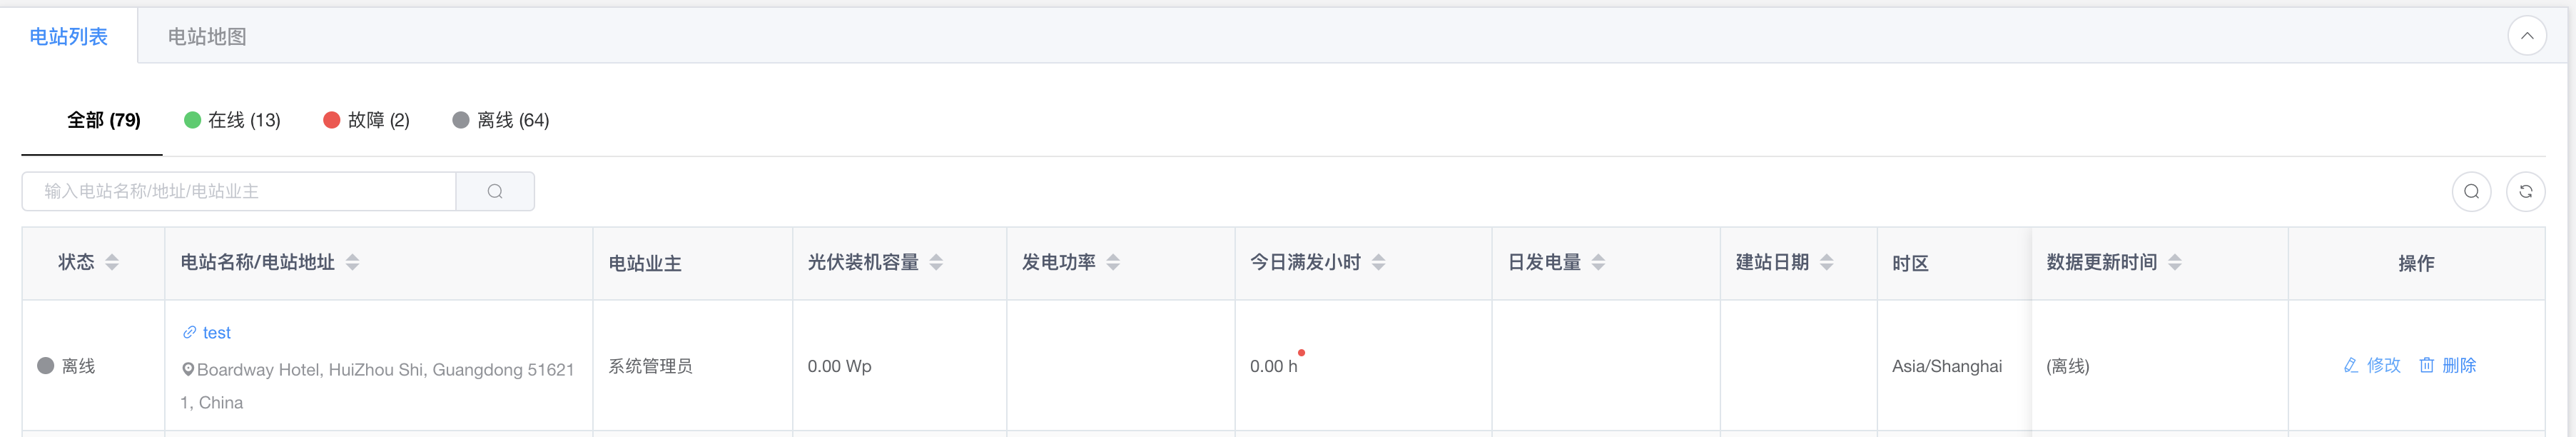 电站列表 电站地图
全部 (79) 在线 (13) 故障 (2) 离线 (64)
输入电站名称/地址/电站业主
状态 电站名称/电站地址 电站业主 光伏装机容量 发电功率 今日满发小时 日发电量 建站日期 时区 数据更新时间 操作
test
离线 Boardway Hotel, HuiZhou Shi, Guangdong 51621 系统管理员 0.00 Wp 0.00 h Asia/Shanghai (离线) 修改 删除
1, China